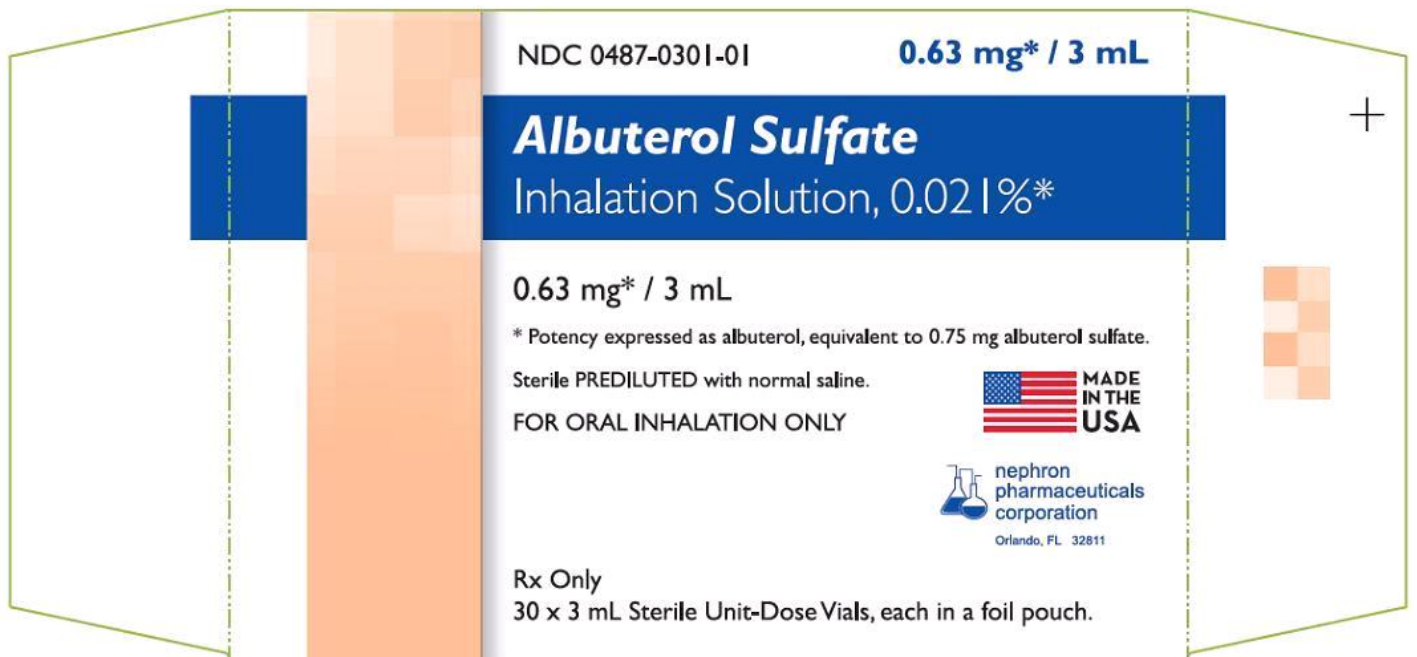 NDC 0487-0301-01
0.63 mg* / 3 mL
Albuterol Sulfate
Inhalation Solution, 0.021%*
0.63 mg* / 3 mL
* Potency expressed as albuterol, equivalent to 0.75 mg albuterol sulfate.
Sterile PREDILUTED with normal saline.
FOR ORAL INHALATION ONLY
MADE
IN THE
USA
nephron
pharmaceuticals
corporation
Orlando, FL 32811
Rx Only
30 x 3 mL Sterile Unit-Dose Vials, each in a foil pouch.